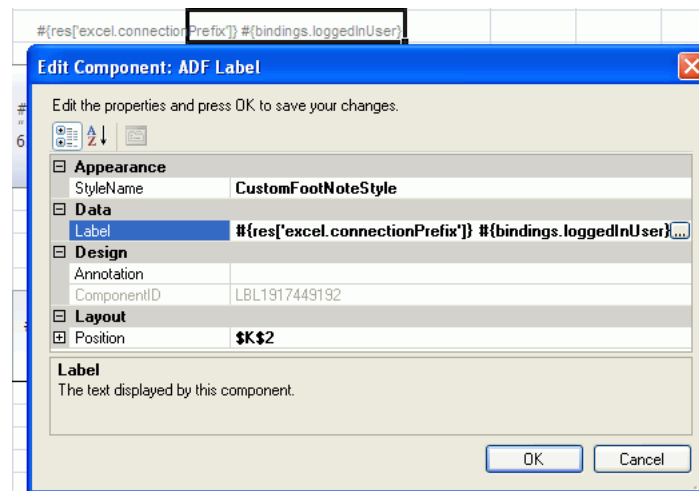 #{res['excel.connectionPrefix']} #{bindings.loggedInUser}
Edit Component: ADF Label
Edit the properties and press OK to save your changes.
#
6
Appearance
StyleName CustomFootNoteStyle
Data
Label #{res['excel.connectionPrefix']} #{bindings.loggedInUser} ...
Design
Annotation
ComponentID LBL1917449192
Layout
Position $K$2
Label
The text displayed by this component.
OK Cancel